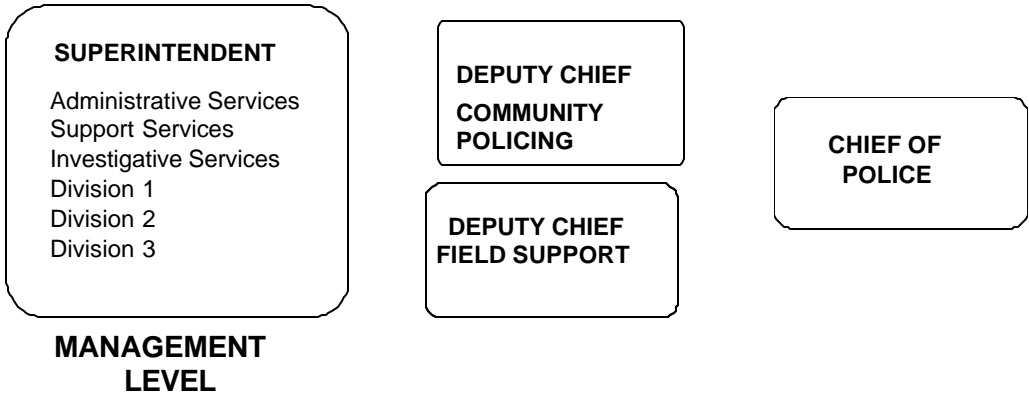 SUPERINTENDENT
Administrative Services
Support Services
Investigative Services
Division 1
Division 2
Division 3
MANAGEMENT
LEVEL
DEPUTY CHIEF
COMMUNITY
POLICING
DEPUTY CHIEF
FIELD SUPPORT
CHIEF OF
POLICE